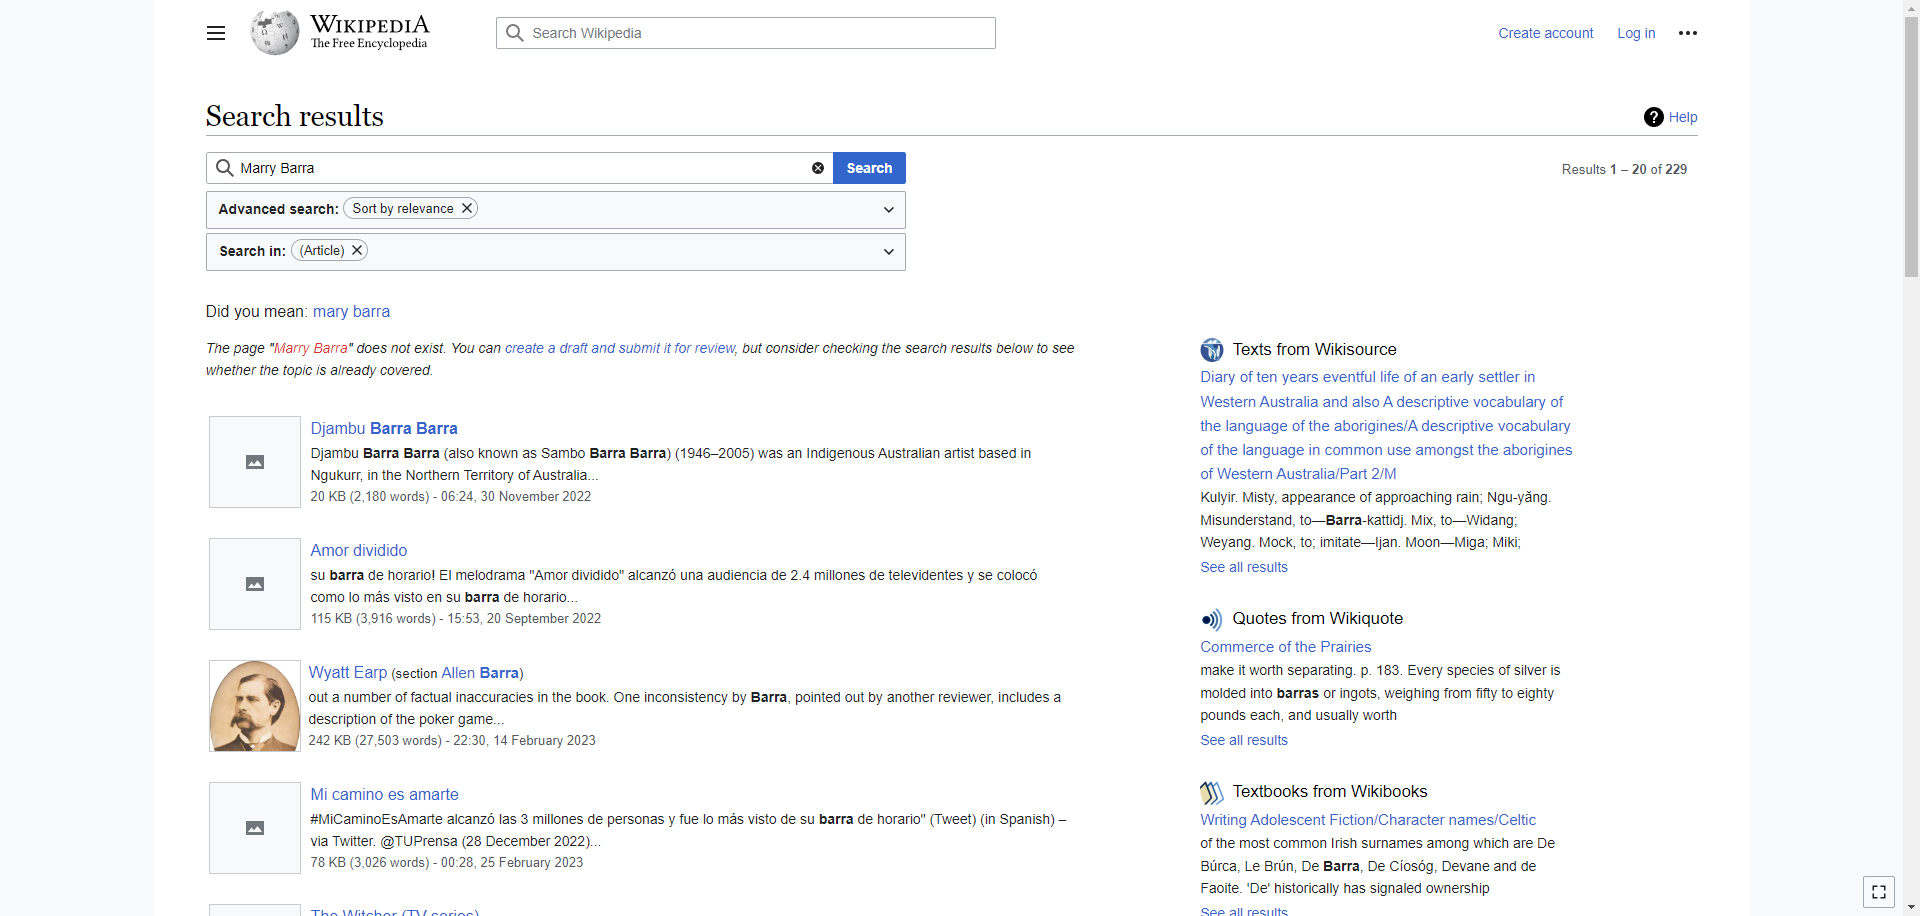 WIKIPEDIA
The Free Encyclopedia
Search Wikipedia
Create account
Log in
Search results
Help
Marry Barra
Search
Results 1 – 20 of 229
Advanced search: Sort by relevance
Search in: (Article)
Did you mean: mary barra
The page "Marry Barra" does not exist. You can create a draft and submit it for review, but consider checking the search results below to see
whether the topic is already covered.
Djambu Barra Barra
Djambu Barra Barra (also known as Sambo Barra Barra) (1946–2005) was an Indigenous Australian artist based in
Ngukurr, in the Northern Territory of Australia...
20 KB (2,180 words) - 06:24, 30 November 2022
Amor dividido
su barra de horario! El melodrama "Amor dividido" alcanzó una audiencia de 2.4 millones de televidentes y se colocó
como lo más visto en su barra de horario...
115 KB (3,916 words) - 15:53, 20 September 2022
Wyatt Earp (section Allen Barra)
out a number of factual inaccuracies in the book. One inconsistency by Barra, pointed out by another reviewer, includes a
description of the poker game...
242 KB (27,503 words) - 22:30, 14 February 2023
Mi camino es amarte
#MiCaminoEsAmarte alcanzó las 3 millones de personas y fue lo más visto de su barra de horario" (Tweet) (in Spanish) –
via Twitter. @TUPrensa (28 December 2022)...
78 KB (3,026 words) - 00:28, 25 February 2023
The Witcher (TV series)
Texts from Wikisource
Diary of ten years eventful life of an early settler in
Western Australia and also A descriptive vocabulary of
the language of the aborigines/A descriptive vocabulary
of the language in common use amongst the aborigines
of Western Australia/Part 2/M
Kulyir. Misty, appearance of approaching rain; Ngu-yăng.
Misunderstand, to—Barra-kattidj. Mix, to—Widang;
Weyang. Mock, to; imitate—Ijan. Moon—Miga; Miki;
See all results
Quotes from Wikiquote
Commerce of the Prairies
make it worth separating. p. 183. Every species of silver is
molded into barras or ingots, weighing from fifty to eighty
pounds each, and usually worth
See all results
Textbooks from Wikibooks
Writing Adolescent Fiction/Character names/Celtic
of the most common Irish surnames among which are De
Búrca, Le Brún, De Barra, De Cíosóg, Devane and de
Faoite. 'De' historically has signaled ownership
See all results